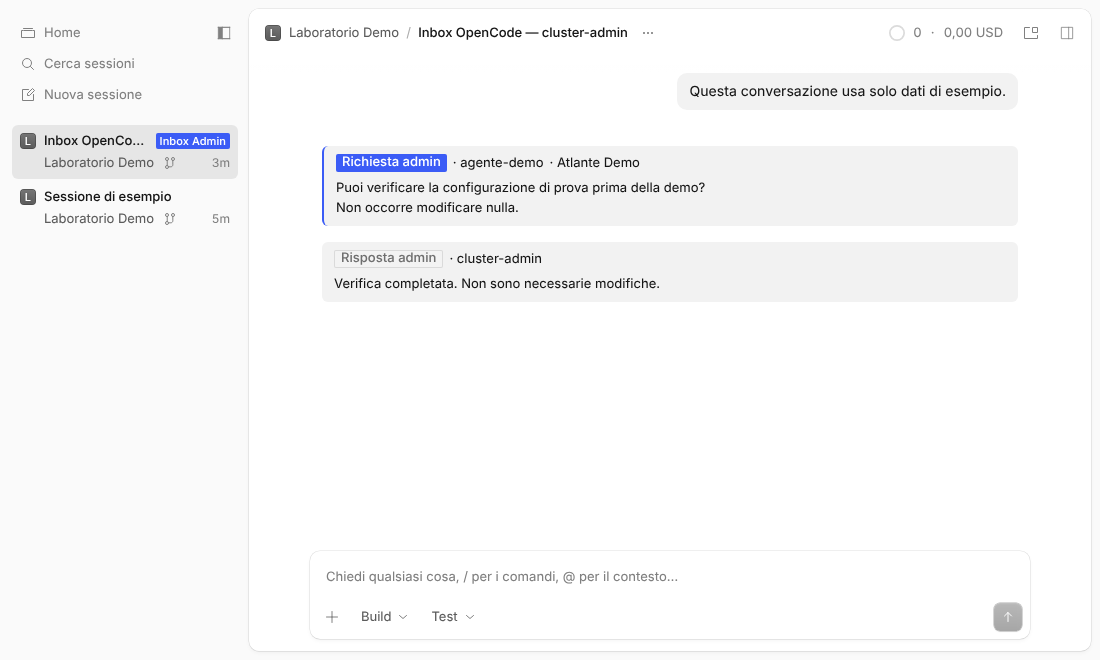 Home
Cerca sessioni
Nuova sessione
L Inbox OpenCo... Inbox Admin
Laboratorio Demo 3m
L Sessione di esempio
Laboratorio Demo 5m
L Laboratorio Demo / Inbox OpenCode — cluster-admin ···
0 · 0,00 USD
Questa conversazione usa solo dati di esempio.
Richiesta admin · agente-demo · Atlante Demo
Puoi verificare la configurazione di prova prima della demo?
Non occorre modificare nulla.
Risposta admin · cluster-admin
Verifica completata. Non sono necessarie modifiche.
Chiedi qualsiasi cosa, / per i comandi, @ per il contesto...
Build Test